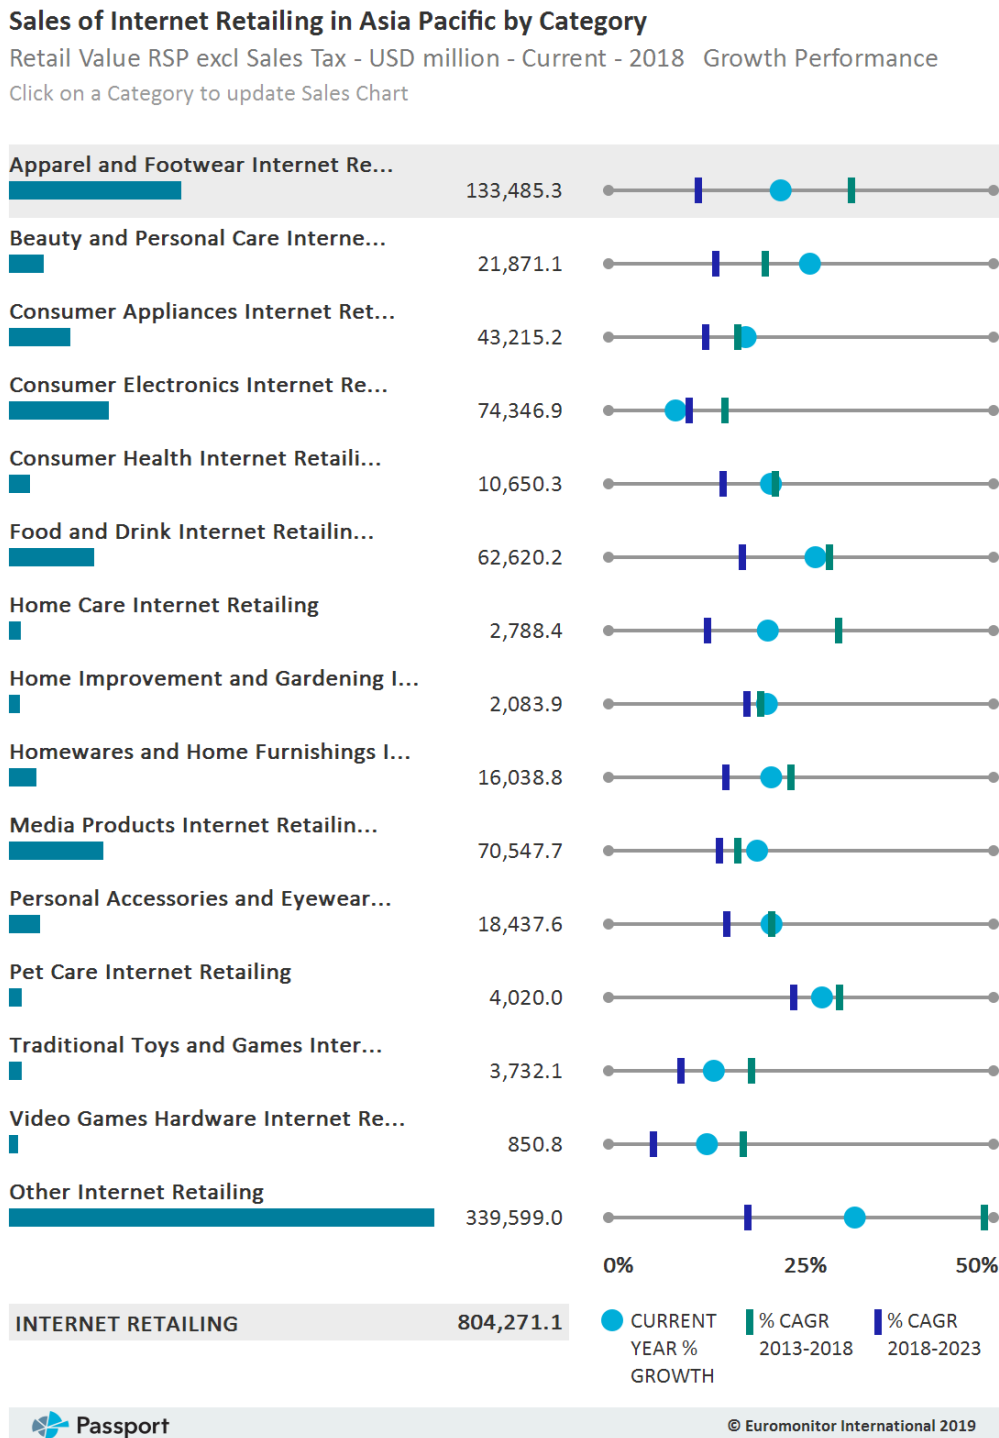 Sales of Internet Retailing in Asia Pacific by Category
Retail Value RSP excl Sales Tax - USD million - Current - 2018 Growth Performance
Click on a Category to update Sales Chart
Apparel and Footwear Internet Re...
133,485.3
Beauty and Personal Care Interne...
21,871.1
Consumer Appliances Internet Ret...
43,215.2
Consumer Electronics Internet Re...
74,346.9
Consumer Health Internet Retaili...
10,650.3
Food and Drink Internet Retailin...
62,620.2
Home Care Internet Retailing
2,788.4
Home Improvement and Gardening I...
2,083.9
Homewares and Home Furnishings I...
16,038.8
Media Products Internet Retailin...
70,547.7
Personal Accessories and Eyewear...
18,437.6
Pet Care Internet Retailing
4,020.0
Traditional Toys and Games Inter...
3,732.1
Video Games Hardware Internet Re...
850.8
Other Internet Retailing
339,599.0
0% 25% 50%
INTERNET RETAILING 804,271.1
CURRENT YEAR % GROWTH
% CAGR 2013-2018
% CAGR 2018-2023
Passport
© Euromonitor International 2019